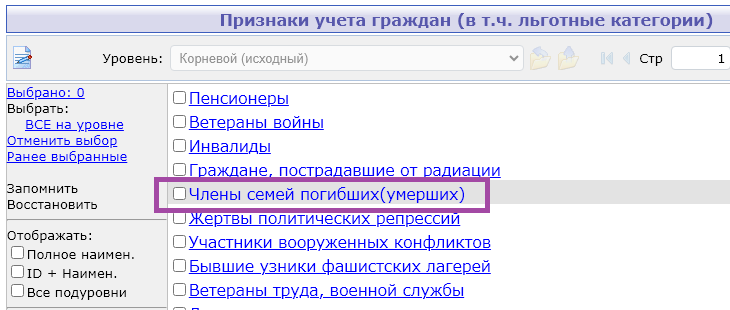 Признаки учета граждан (в т.ч. льготные категории)
Уровень: Корневой (исходный) Стр 1
Выбрано: 0
Выбрать:
ВСЕ на уровне
Отменить выбор
Ранее выбранные
Запомнить
Восстановить
Отображать:
Полное наимен.
ID + Наимен.
Все подуровни
Пенсионеры
Ветераны войны
Инвалиды
Граждане, пострадавшие от радиации
Члены семей погибших(умерших)
Жертвы политических репрессий
Участники вооруженных конфликтов
Бывшие узники фашистских лагерей
Ветераны труда, военной службы